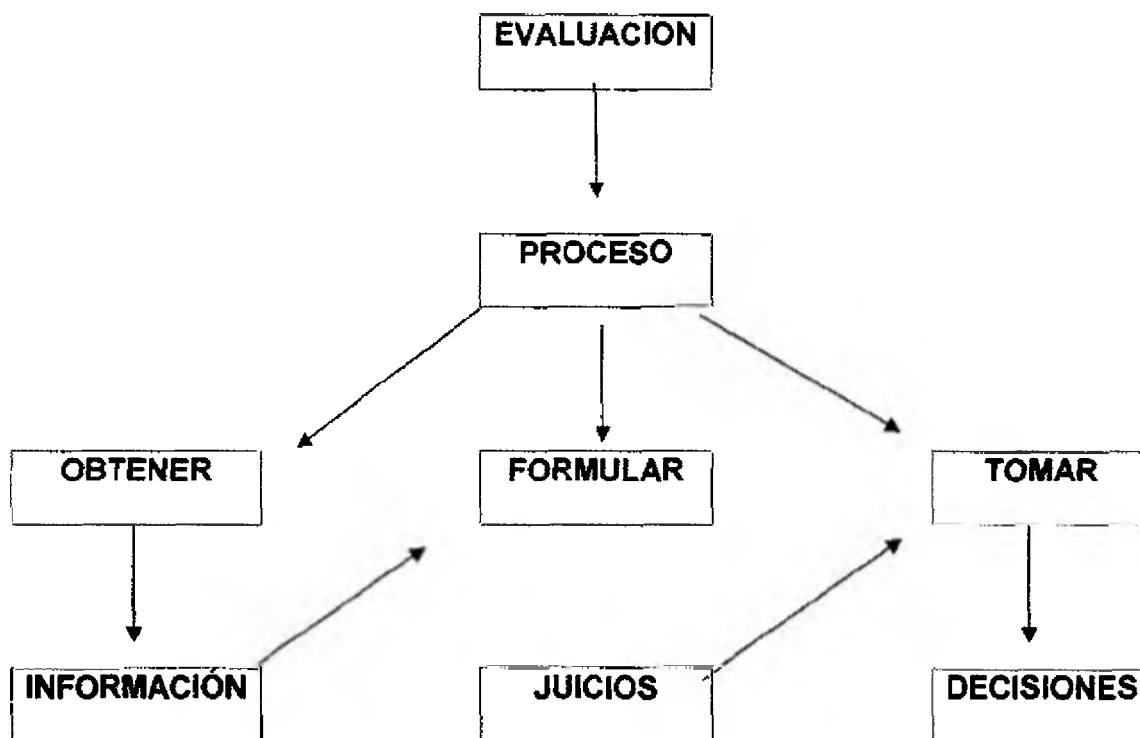 EVALUACION
PROCESO
OBTENER
FORMULAR
TOMAR
INFORMACIÓN
JUICIOS
DECISIONES